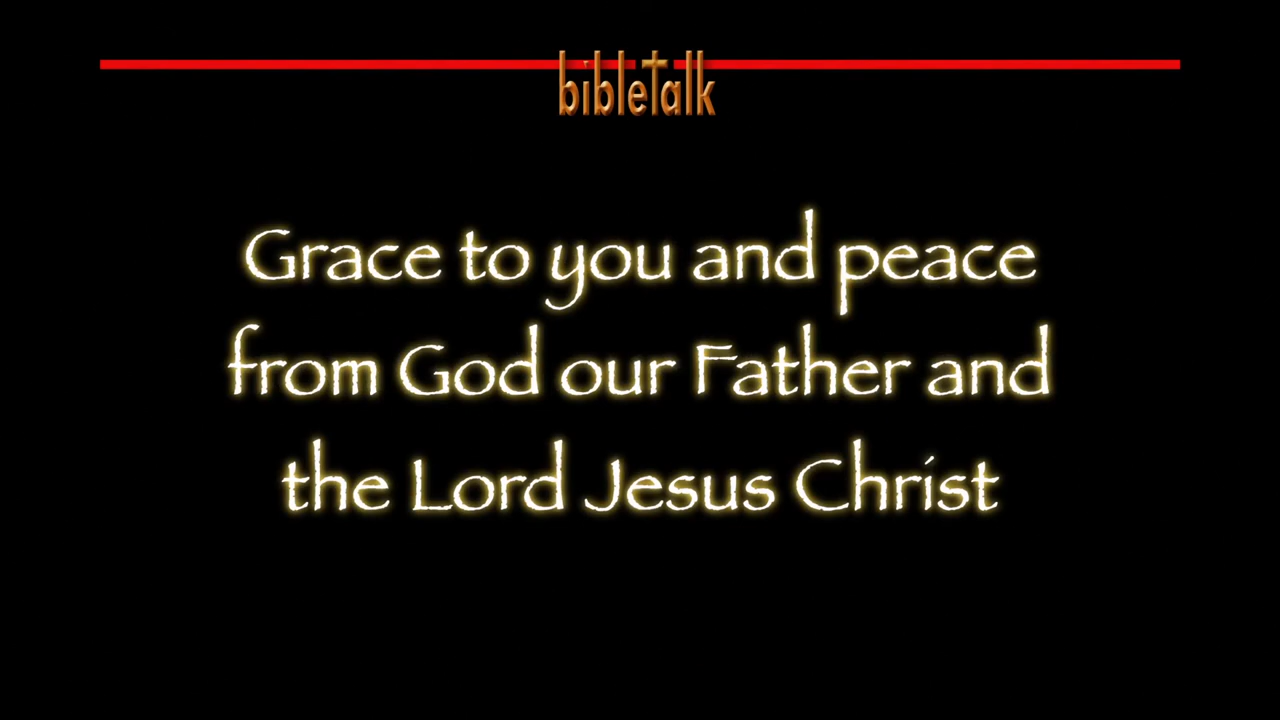 bibleTalk
Grace to you and peace
from God our Father and
the Lord Jesus Christ